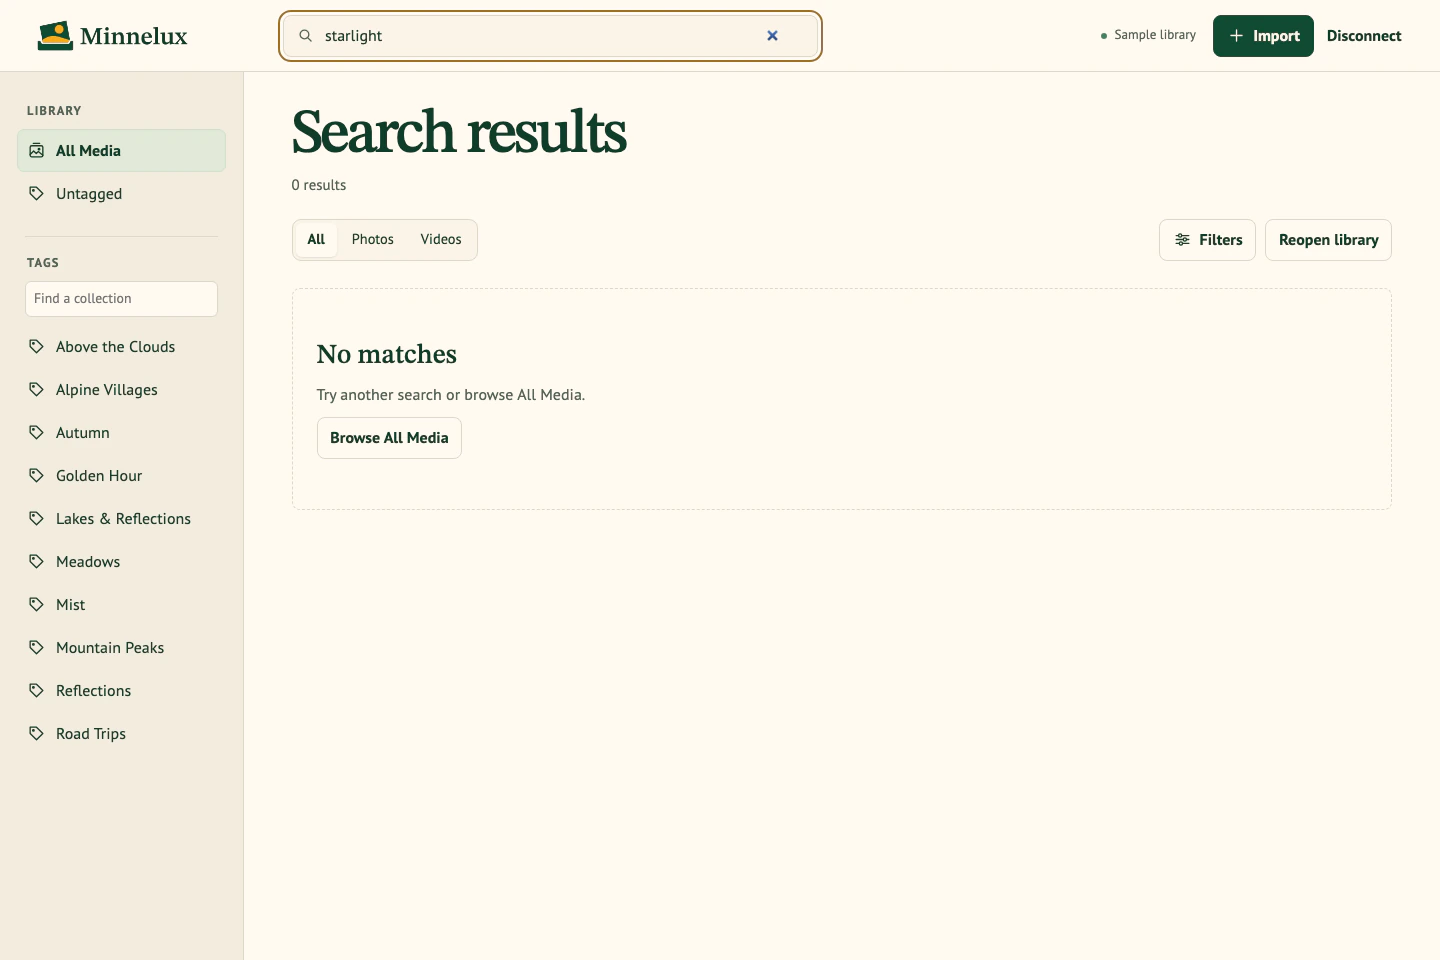 Minnelux
starlight
Sample library
Import
Disconnect
LIBRARY
All Media
Untagged
TAGS
Find a collection
Above the Clouds
Alpine Villages
Autumn
Golden Hour
Lakes & Reflections
Meadows
Mist
Mountain Peaks
Reflections
Road Trips
Search results
0 results
All
Photos
Videos
Filters
Reopen library
No matches
Try another search or browse All Media.
Browse All Media